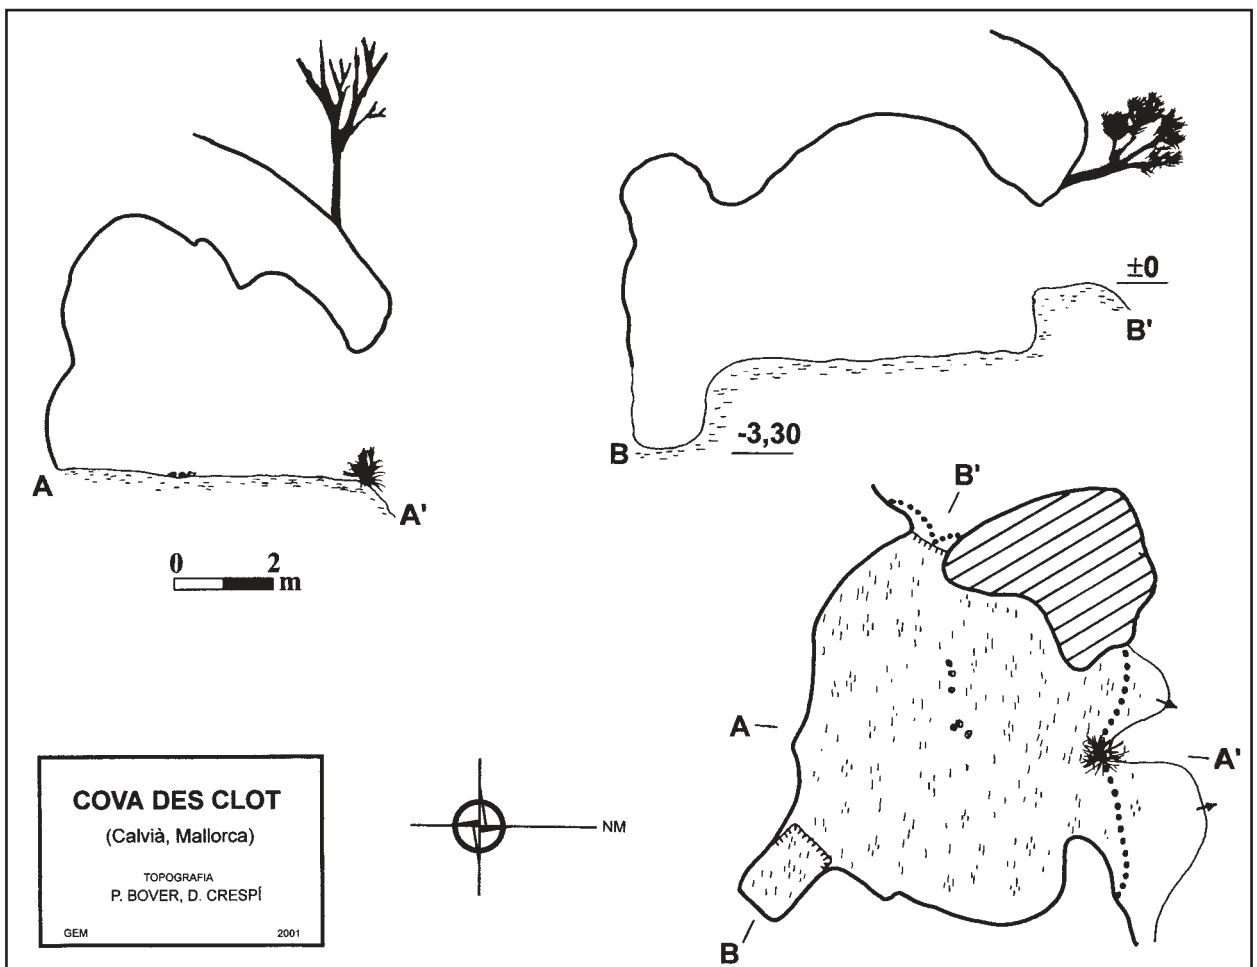 ±0
B'
-3,30
B
A
A'
0 2
m
B'
A
A'
B
NM
COVA DES CLOT
(Calvià, Mallorca)
TOPOGRAFIA
P. BOVER, D. CRESPÍ
GEM 2001